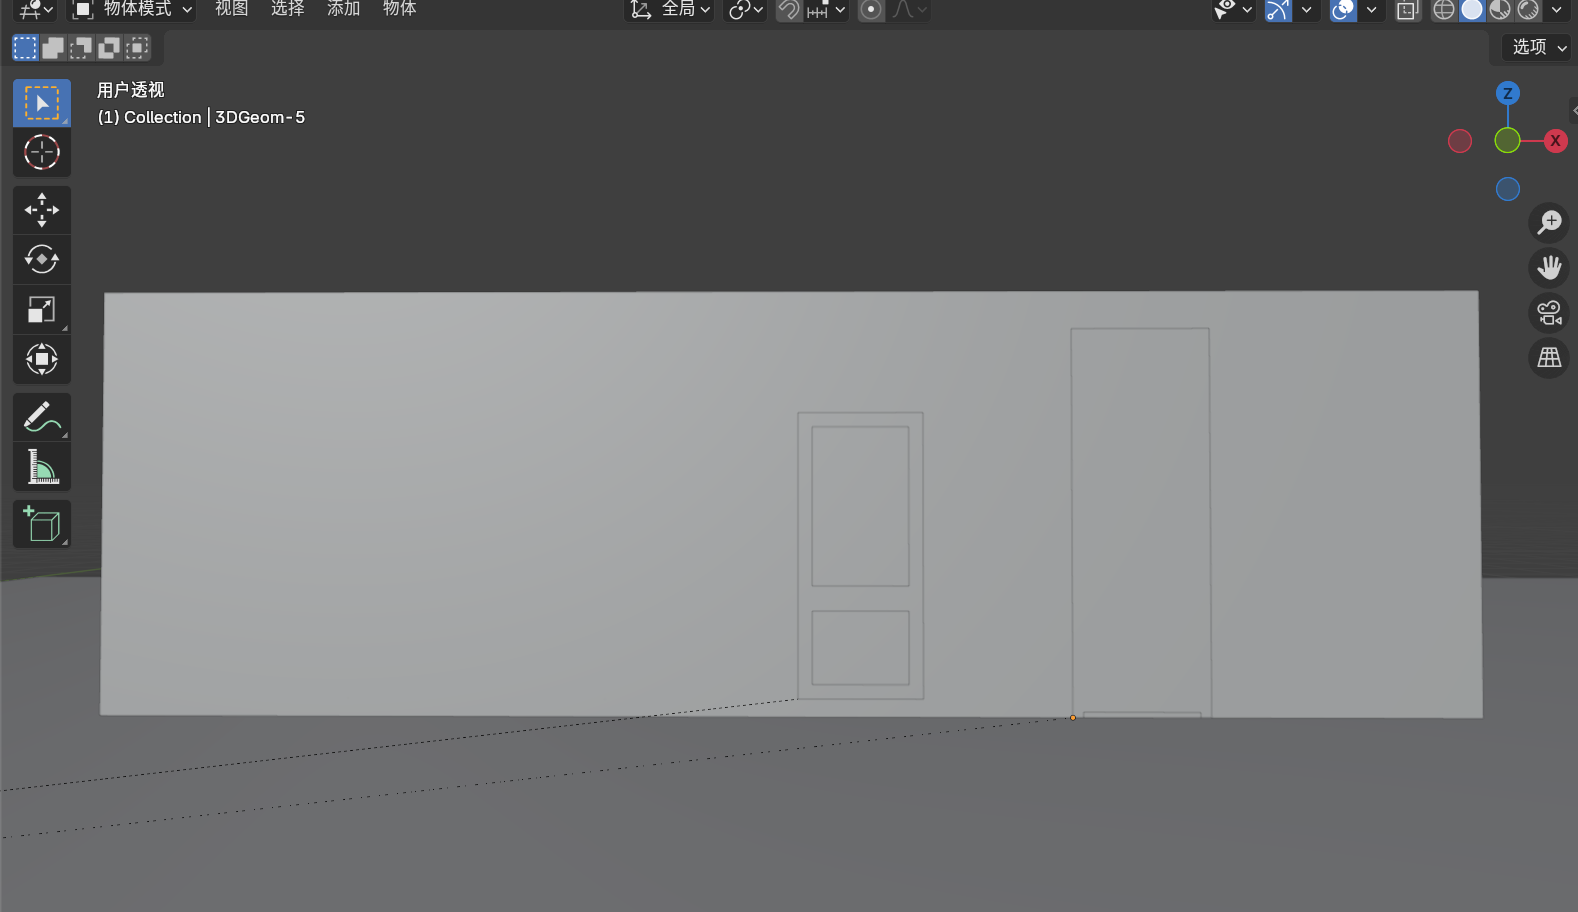 物体模式 视图 选择 添加 物体 全局
选项
用户透视
(1) Collection | 3DGeom-5
Z
X